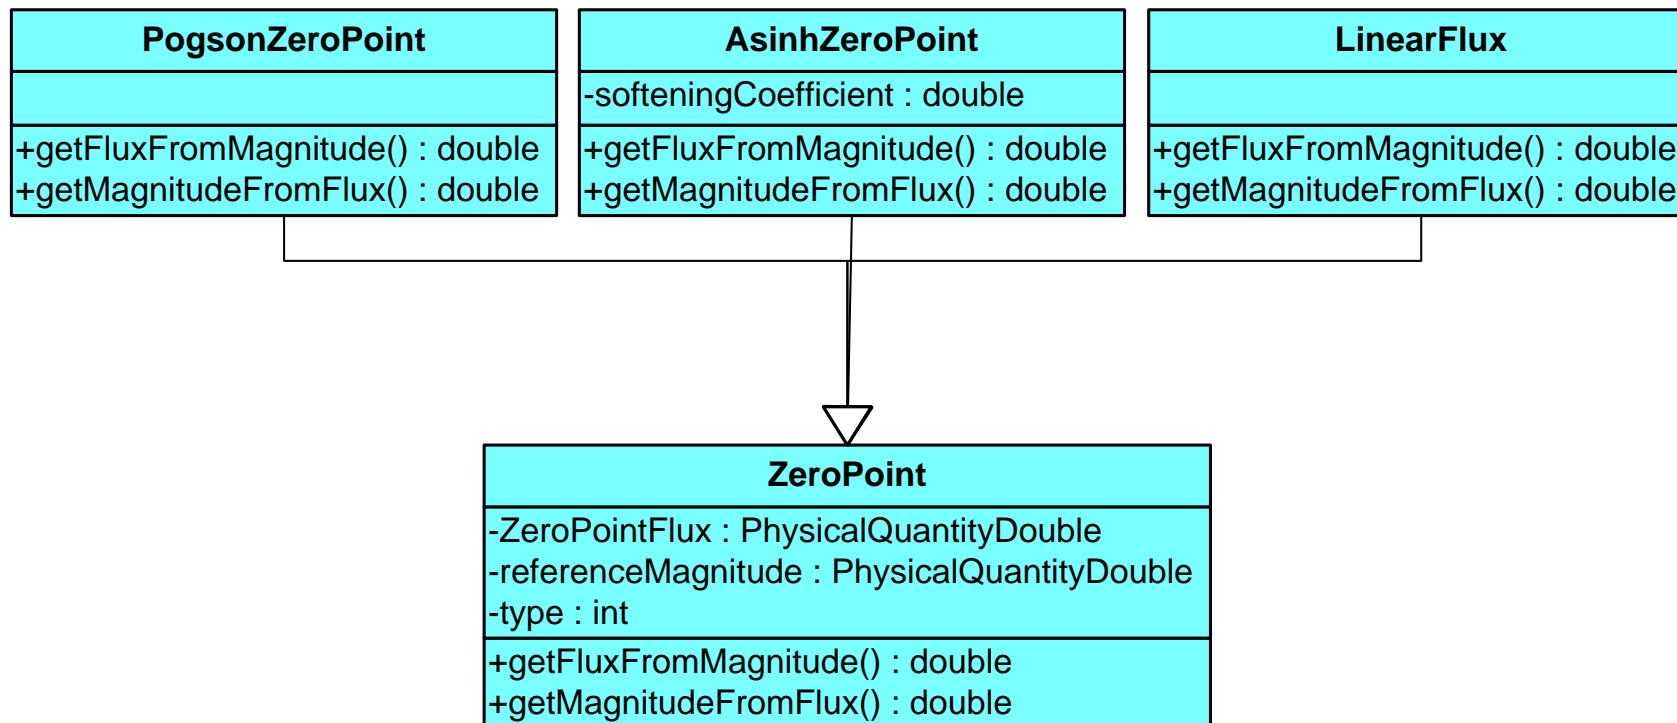 PogsonZeroPoint
+getFluxFromMagnitude() : double
+getMagnitudeFromFlux() : double
AsinhZeroPoint
-softeningCoefficient : double
+getFluxFromMagnitude() : double
+getMagnitudeFromFlux() : double
LinearFlux
+getFluxFromMagnitude() : double
+getMagnitudeFromFlux() : double
ZeroPoint
-ZeroPointFlux : PhysicalQuantityDouble
-referenceMagnitude : PhysicalQuantityDouble
-type : int
+getFluxFromMagnitude() : double
+getMagnitudeFromFlux() : double